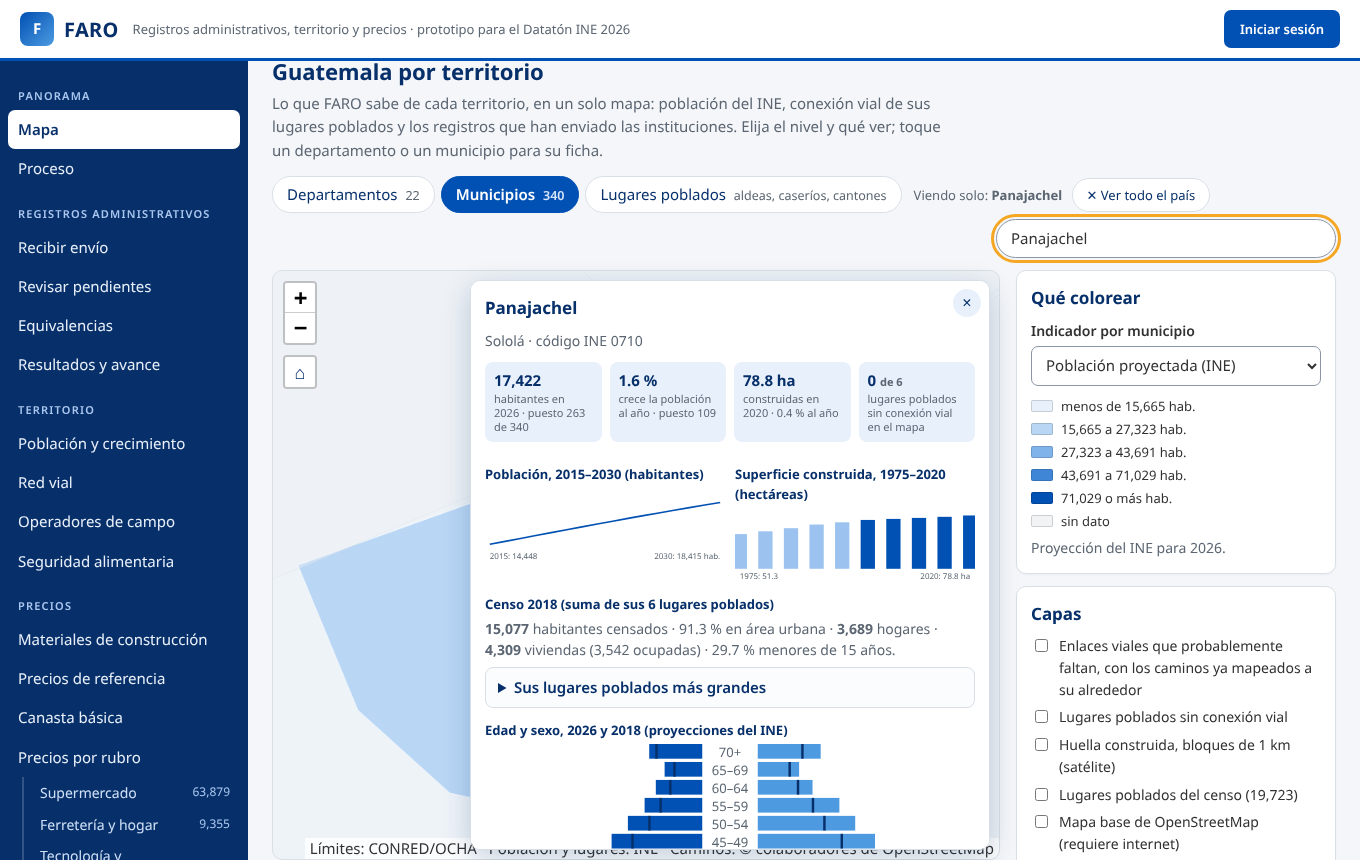 F FARO Registros administrativos, territorio y precios · prototipo para el Datatón INE 2026 Iniciar sesión
PANORAMA
Mapa
Proceso
REGISTROS ADMINISTRATIVOS
Recibir envío
Revisar pendientes
Equivalencias
Resultados y avance
TERRITORIO
Población y crecimiento
Red vial
Operadores de campo
Seguridad alimentaria
PRECIOS
Materiales de construcción
Precios de referencia
Canasta básica
Precios por rubro
Supermercado 63,879
Ferretería y hogar 9,355
Tecnología y
Guatemala por territorio
Lo que FARO sabe de cada territorio, en un solo mapa: población del INE, conexión vial de sus
lugares poblados y los registros que han enviado las instituciones. Elija el nivel y qué ver; toque
un departamento o un municipio para su ficha.
Departamentos 22 Municipios 340 Lugares poblados aldeas, caseríos, cantones Viendo solo: Panajachel × Ver todo el país
Panajachel
+
−
⌂
Panajachel ×
Sololá · código INE 0710
17,422
habitantes en
2026 · puesto 263
de 340
1.6 %
crece la población
al año · puesto 109
78.8 ha
construidas en
2020 · 0.4 % al año
0 de 6
lugares poblados
sin conexión vial
en el mapa
Población, 2015–2030 (habitantes)
2015: 14,448 2030: 18,415 hab.
Superficie construida, 1975–2020
(hectáreas)
1975: 51.3 2020: 78.8 ha
Censo 2018 (suma de sus 6 lugares poblados)
15,077 habitantes censados · 91.3 % en área urbana · 3,689 hogares ·
4,309 viviendas (3,542 ocupadas) · 29.7 % menores de 15 años.
▶ Sus lugares poblados más grandes
Edad y sexo, 2026 y 2018 (proyecciones del INE)
70+
65–69
60–64
55–59
50–54
45–49
Límites: CONRED/OCHA · Población y lugares: INE · Caminos: © colaboradores de OpenStreetMap
Qué colorear
Indicador por municipio
Población proyectada (INE)
menos de 15,665 hab.
15,665 a 27,323 hab.
27,323 a 43,691 hab.
43,691 a 71,029 hab.
71,029 o más hab.
sin dato
Proyección del INE para 2026.
Capas
Enlaces viales que probablemente
faltan, con los caminos ya mapeados a
su alrededor
Lugares poblados sin conexión vial
Huella construida, bloques de 1 km
(satélite)
Lugares poblados del censo (19,723)
Mapa base de OpenStreetMap
(requiere internet)